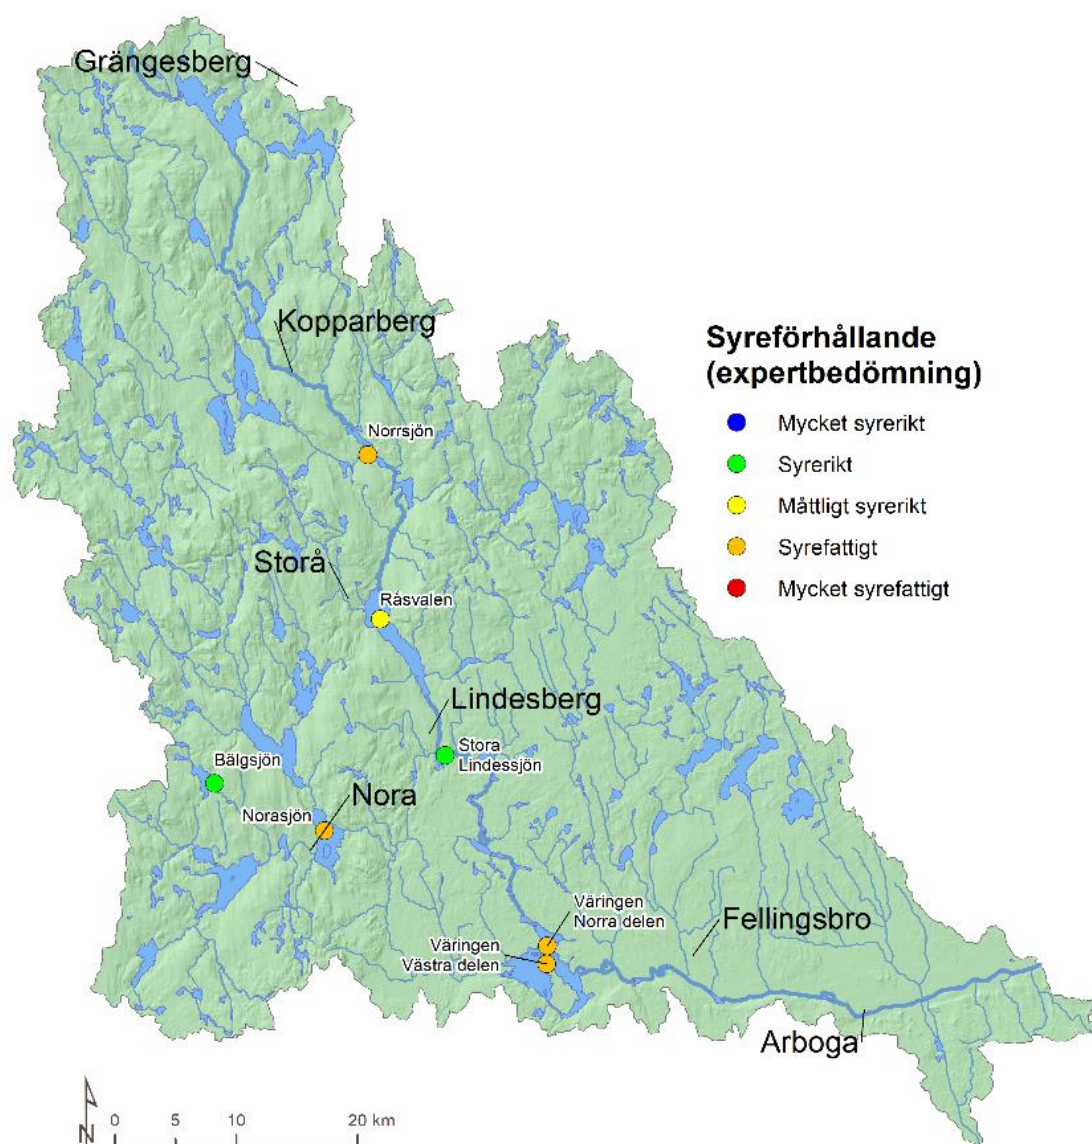 Grängesberg
Kopparberg
Syreförhållande
(expertbedömning)
Mycket syrerikt
Norrsjön
Syrerikt
Måttligt syrerikt
Syrefattigt
Storå
Mycket syrefattigt
Råsvalen
Lindesberg
Stora
Lindessjön
Bälgsjön
Nora
Norasjön
Väringen
Norra delen
Fellingsbro
Väringen
Västra delen
Arboga
N
0 5 10 20 km